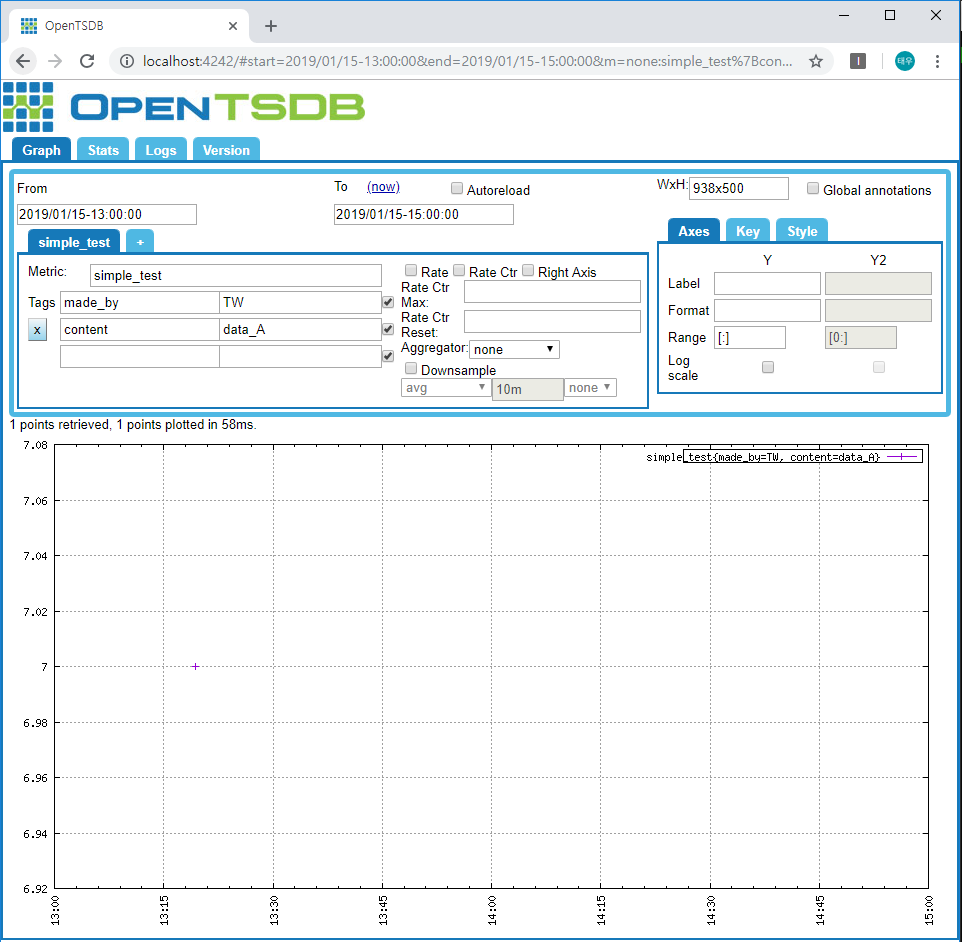 OpenTSDB
localhost:4242/#start=2019/01/15-13:00:00&end=2019/01/15-15:00:00&m=none:simple_test%7Bcon...
I
태우
OPENTSDB
Graph Stats Logs Version
From To (now) Autoreload WxH: 938x500 Global annotations
2019/01/15-13:00:00 2019/01/15-15:00:00
simple_test +
Metric: simple_test
Tags made_by TW
x content data_A
Rate Rate Ctr Right Axis
Rate Ctr
Max:
Rate Ctr
Reset:
Aggregator: none
Downsample
avg 10m none
Axes Key Style
Y Y2
Label
Format
Range [:] [0:]
Log
scale
1 points retrieved, 1 points plotted in 58ms.
simple_test{made_by=TW, content=data_A}
7.08
7.06
7.04
7.02
7
6.98
6.96
6.94
6.92
13:00 13:15 13:30 13:45 14:00 14:15 14:30 14:45 15:00